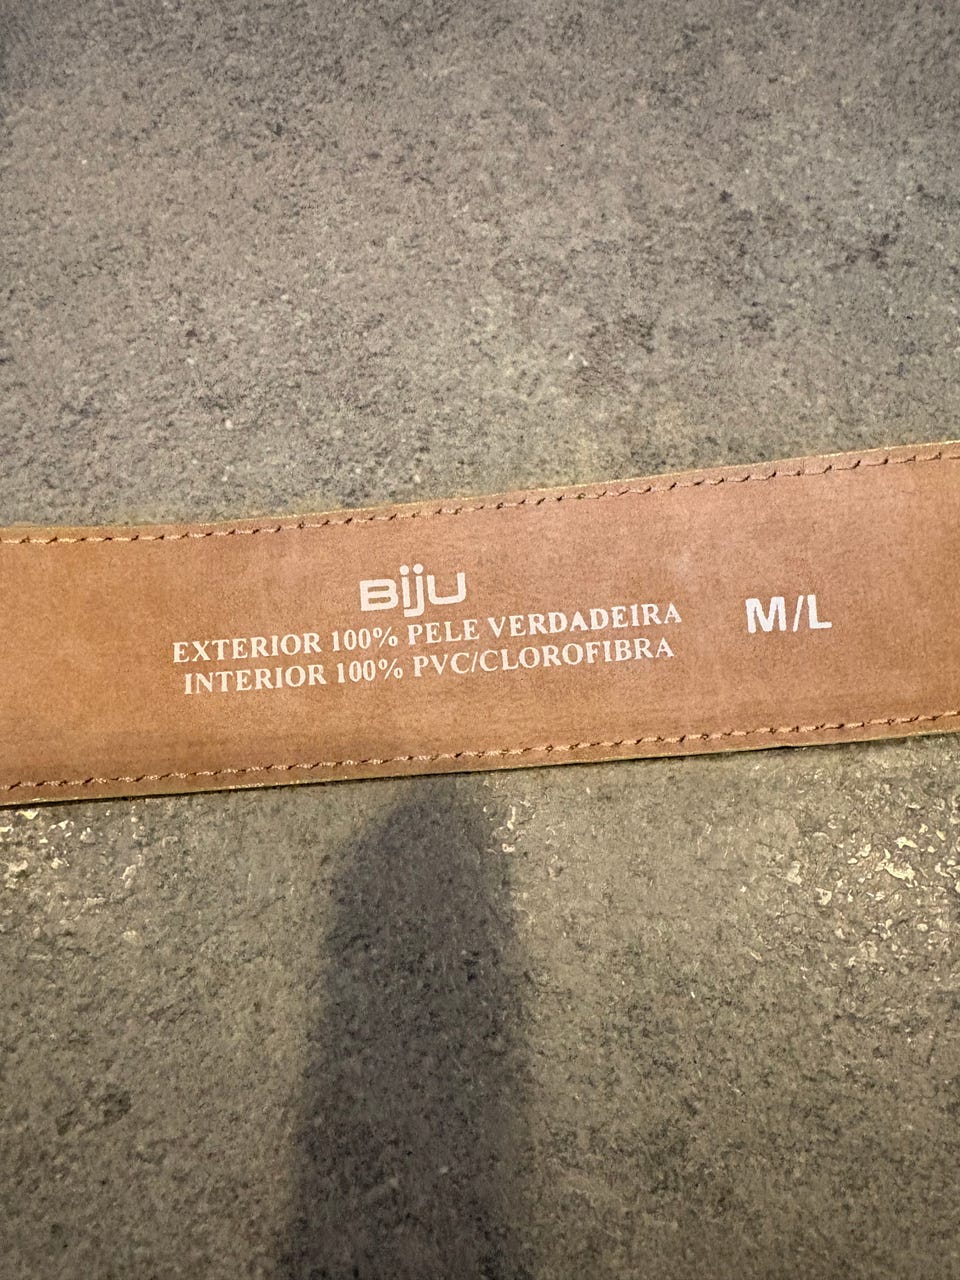 Biju
EXTERIOR 100% PELE VERDADEIRA
INTERIOR 100% PVC/CLOROFIBRA
M/L